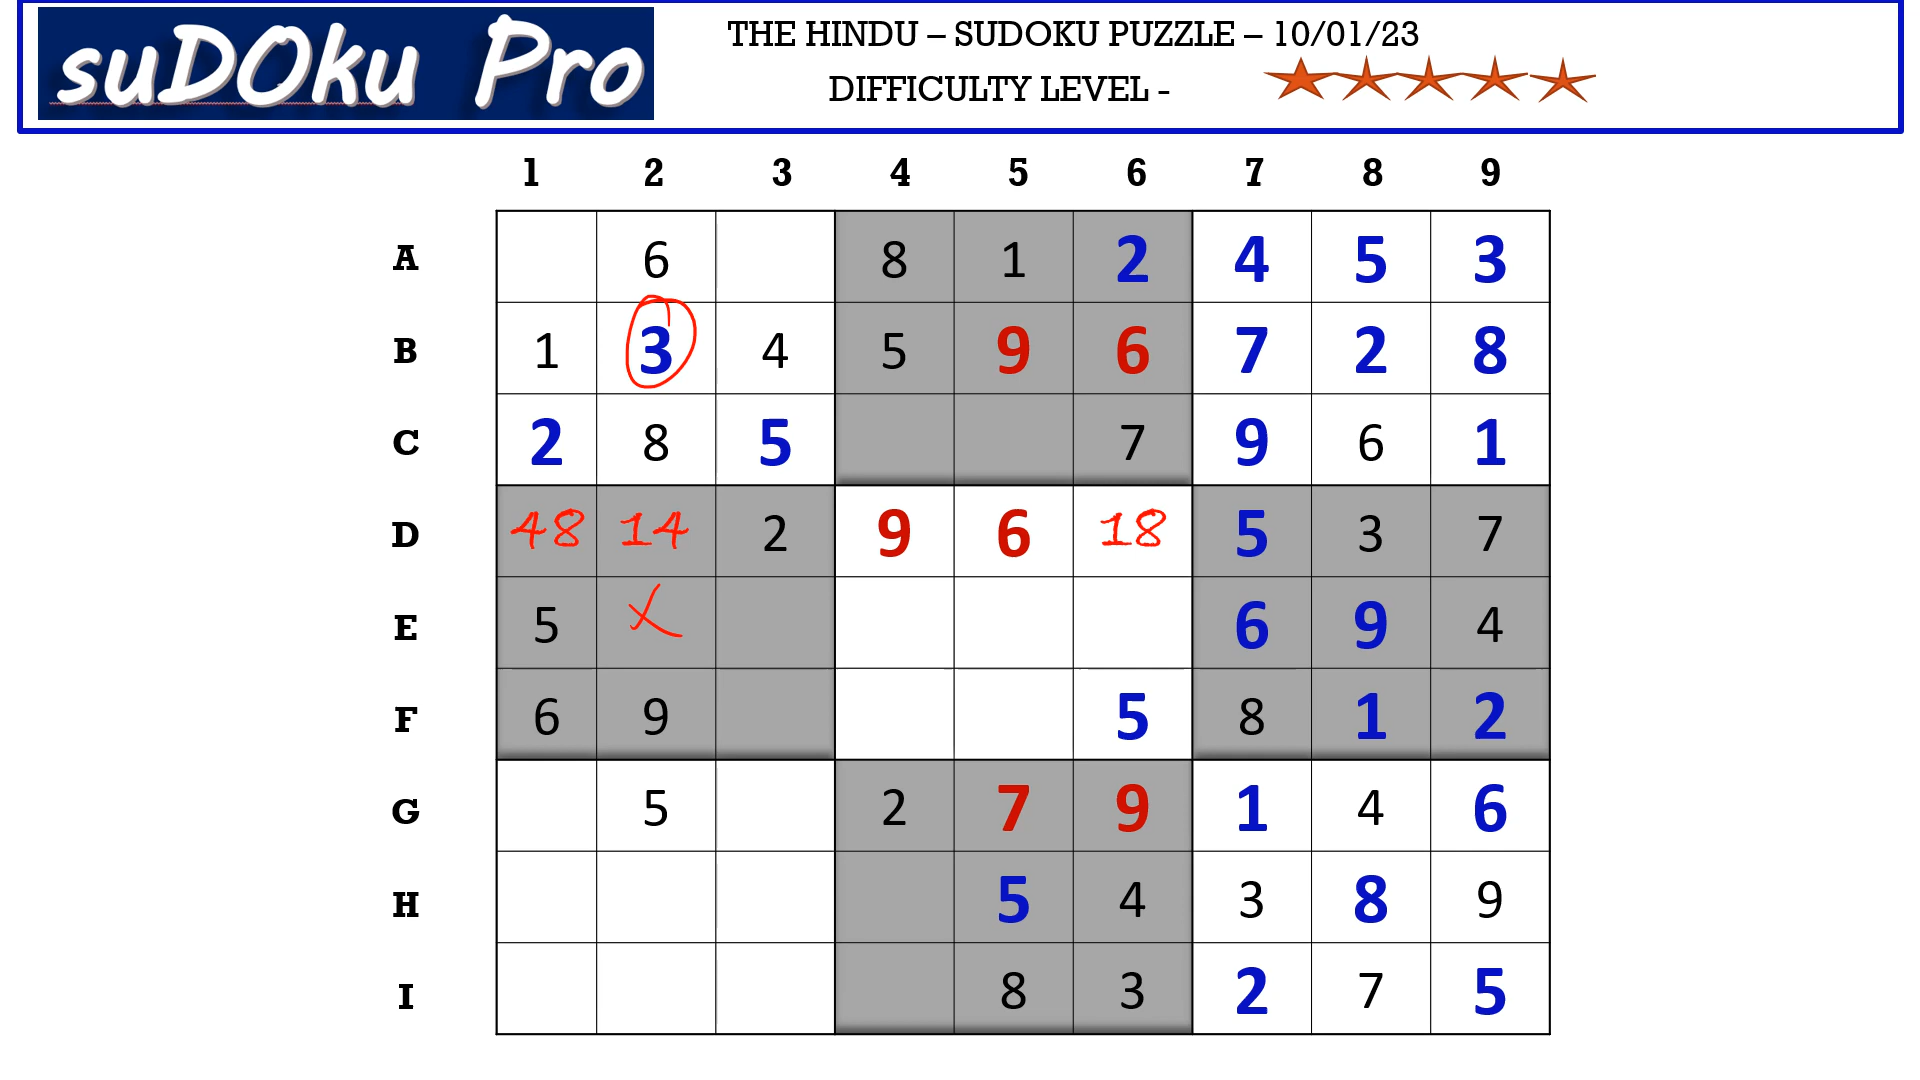 suDOku Pro
THE HINDU – SUDOKU PUZZLE – 10/01/23
DIFFICULTY LEVEL -
1 2 3 4 5 6 7 8 9
A 6 8 1 2 4 5 3
B 1 3 4 5 9 6 7 2 8
C 2 8 5 7 9 6 1
D 48 14 2 9 6 18 5 3 7
E 5 X 6 9 4
F 6 9 5 8 1 2
G 5 2 7 9 1 4 6
H 5 4 3 8 9
I 8 3 2 7 5